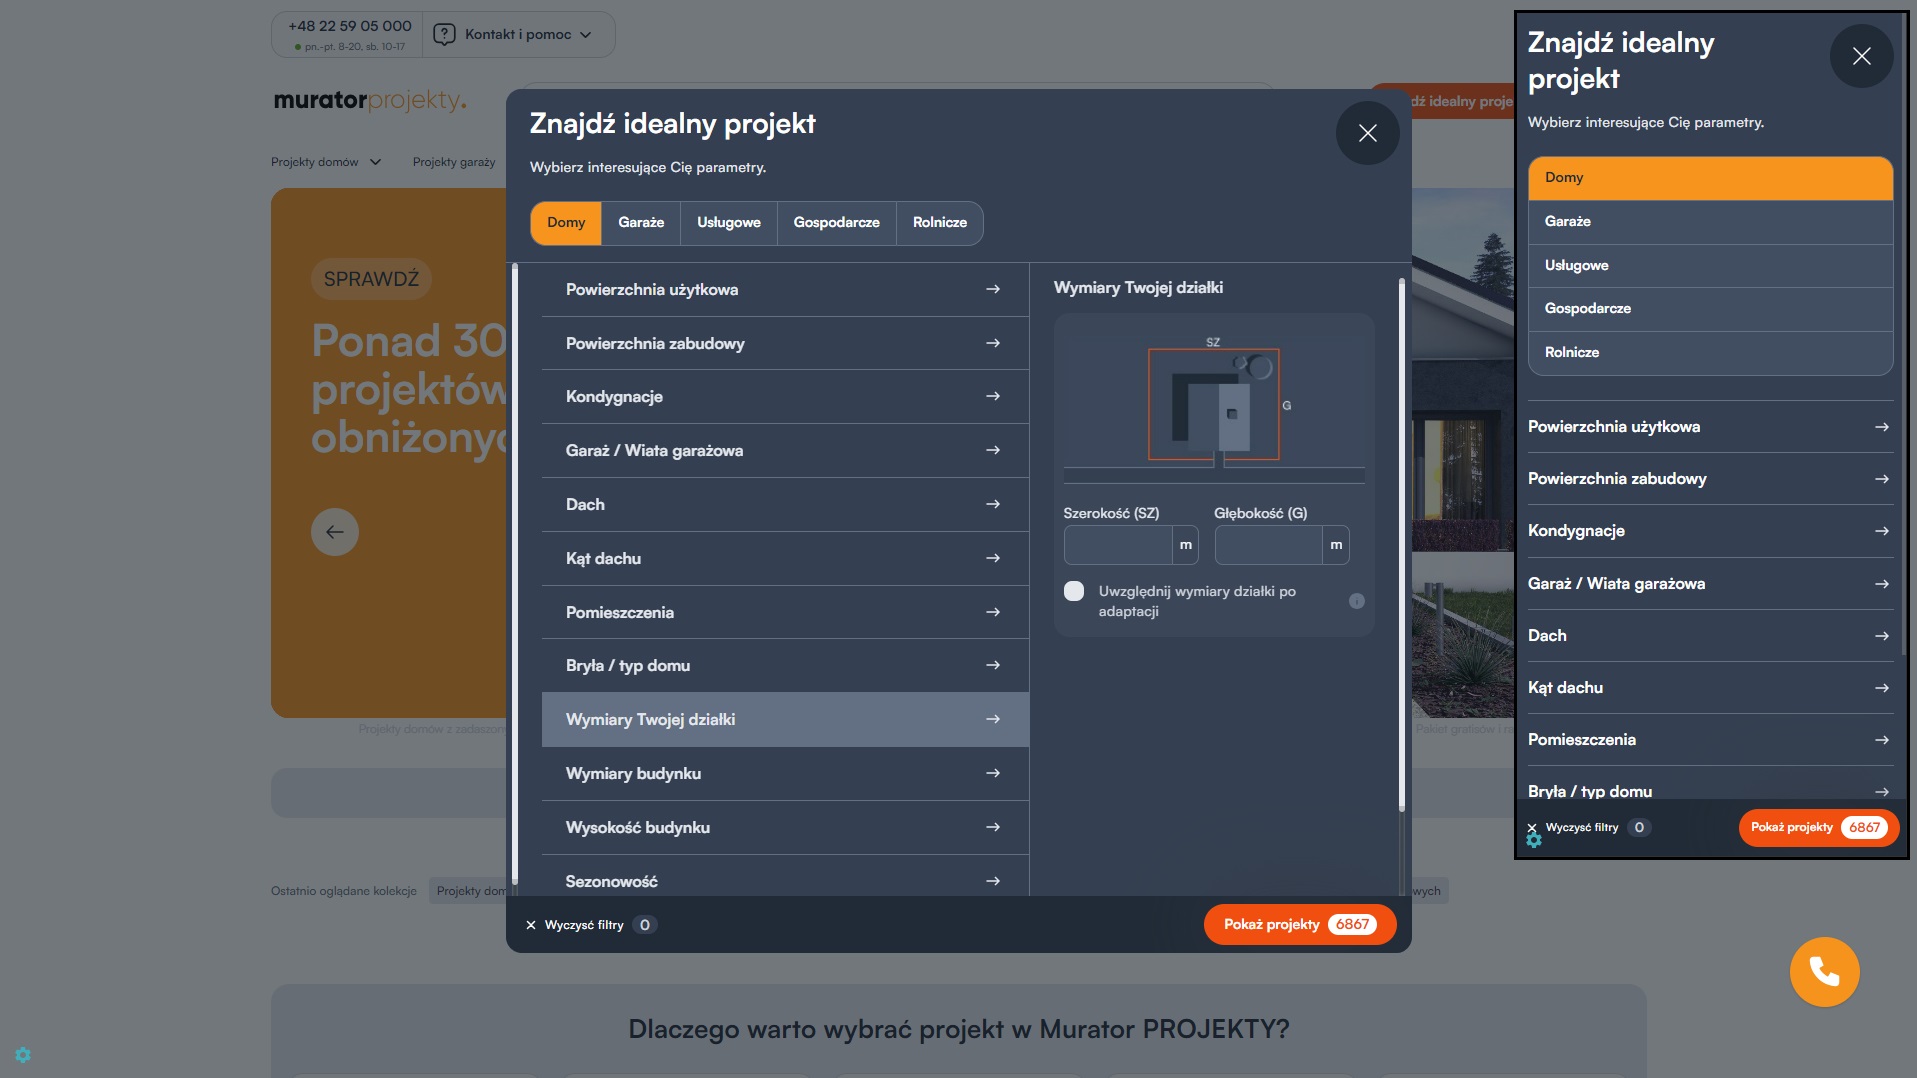 +48 22 59 05 000
pn.-pt. 8-20, sb. 10-17
Kontakt i pomoc
muratorprojekty.
Projekty domów
Projekty garaży
SPRAWDŹ
Ponad 30
projektów
obniżony
Projekty domów z
Ostatnio oglądane kolekcje
Projekty dom
Znajdź idealny projekt
Wybierz interesujące Cię parametry.
Domy
Garaże
Usługowe
Gospodarcze
Rolnicze
Powierzchnia użytkowa
Powierzchnia zabudowy
Kondygnacje
Garaż / Wiata garażowa
Dach
Kąt dachu
Pomieszczenia
Bryła / typ domu
Wymiary Twojej działki
Wymiary budynku
Wysokość budynku
Sezonowość
Wymiary Twojej działki
SZ
G
Szerokość (SZ)
Głębokość (G)
m
m
Uwzględnij wymiary działki po
adaptacji
Wyczyść filtry 0
Pokaż projekty 6867
dź idealny proje
Pakiet gratisów i
wych
Dlaczego warto wybrać projekt w Murator PROJEKTY?
Znajdź idealny
projekt
Wybierz interesujące Cię parametry.
Domy
Garaże
Usługowe
Gospodarcze
Rolnicze
Powierzchnia użytkowa
Powierzchnia zabudowy
Kondygnacje
Garaż / Wiata garażowa
Dach
Kąt dachu
Pomieszczenia
Bryła / typ domu
Wyczyść filtry 0
Pokaż projekty 6867